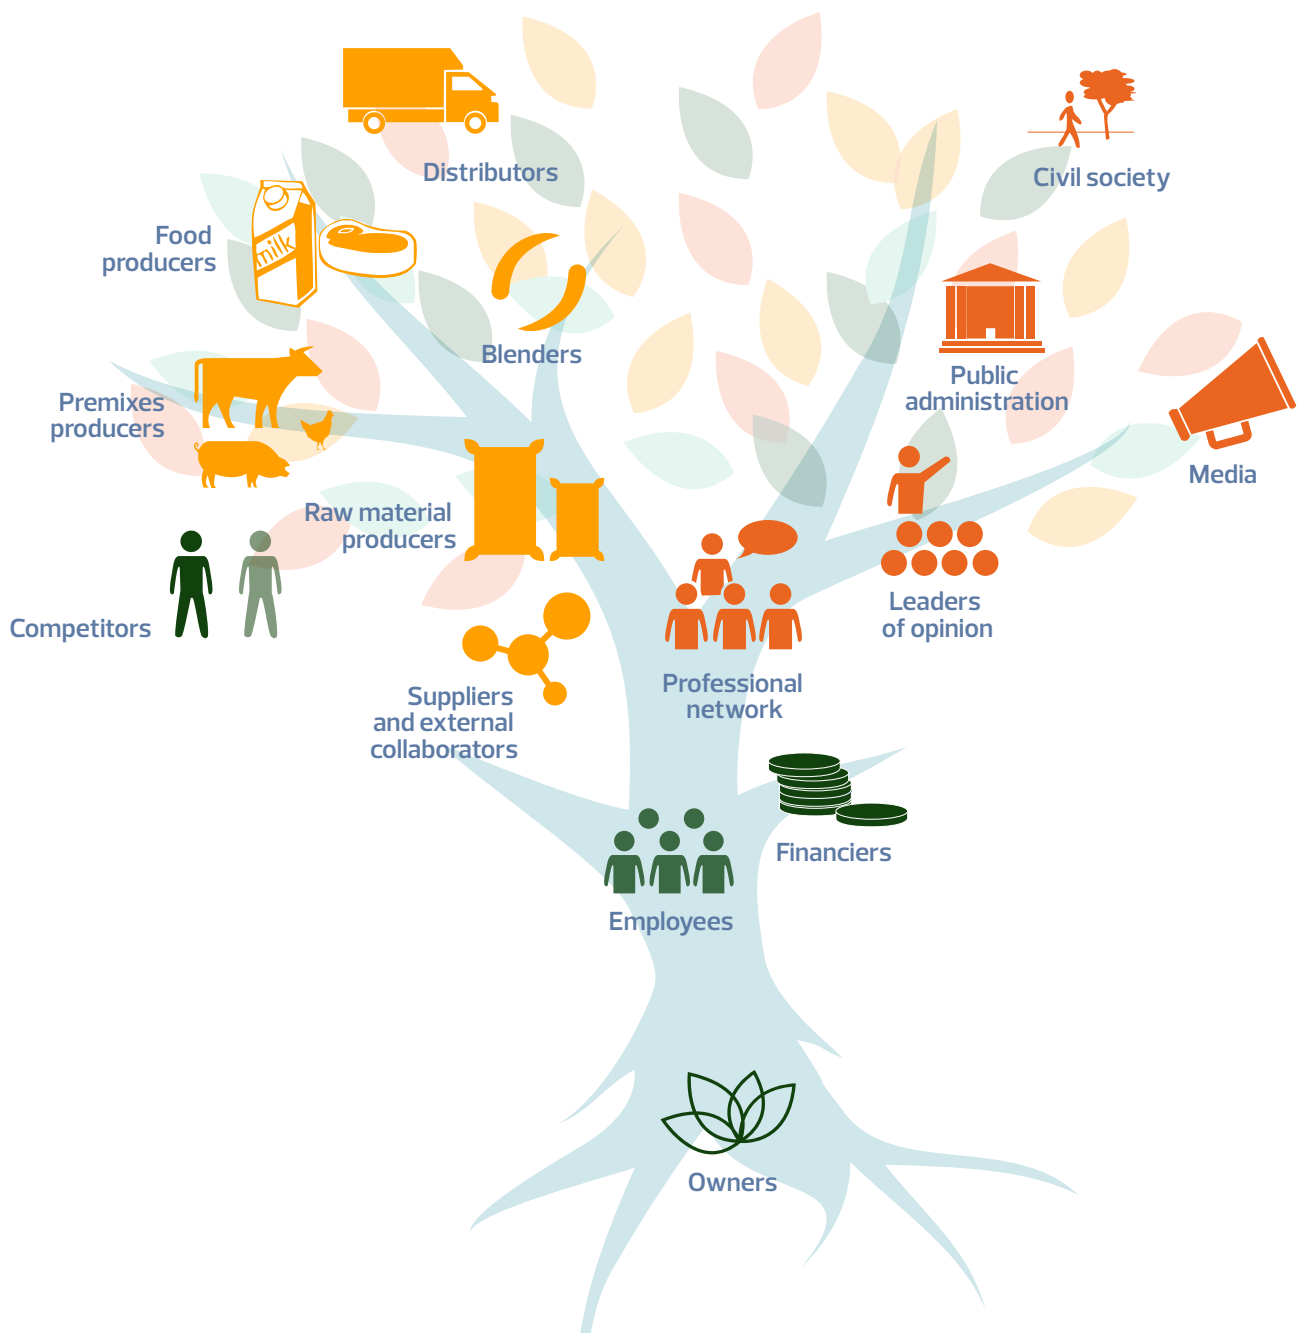 Distributors
Civil society
Food
producers
milk
Blenders
Public
administration
Premixes
producers
Media
Raw material
producers
Leaders
of opinion
Competitors
Professional
network
Suppliers
and external
collaborators
Financiers
Employees
Owners